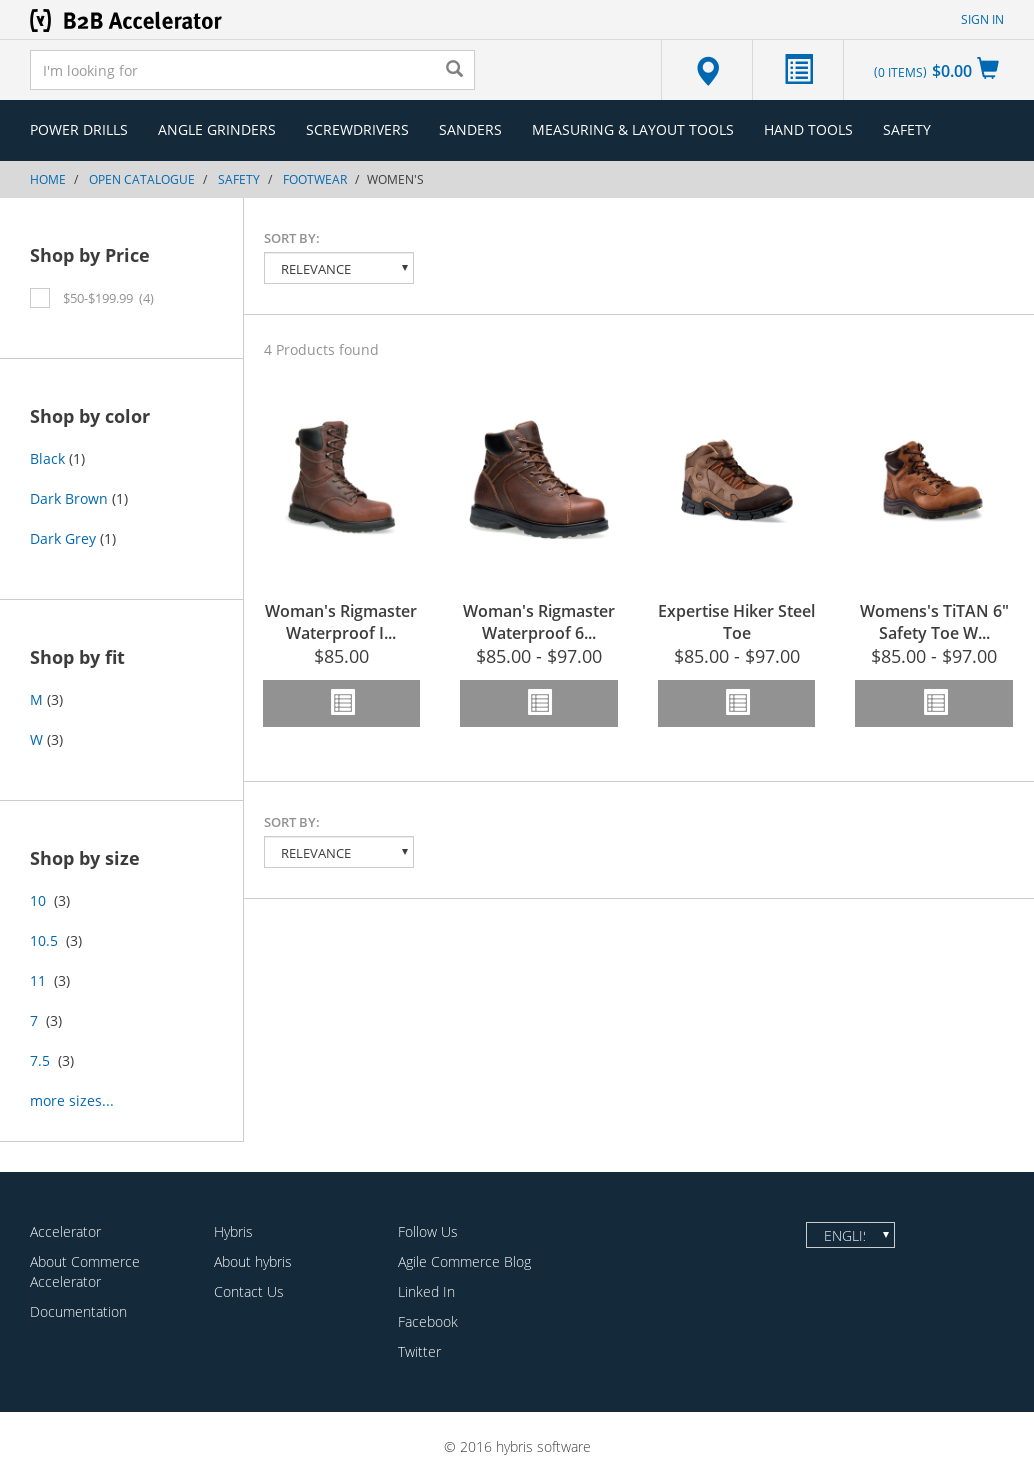 B2B Accelerator
SIGN IN
I'm looking for
(0 ITEMS) $0.00
POWER DRILLS
ANGLE GRINDERS
SCREWDRIVERS
SANDERS
MEASURING & LAYOUT TOOLS
HAND TOOLS
SAFETY
HOME / OPEN CATALOGUE / SAFETY / FOOTWEAR / WOMEN'S
Shop by Price
$50-$199.99 (4)
Shop by color
Black (1)
Dark Brown (1)
Dark Grey (1)
Shop by fit
M (3)
W (3)
Shop by size
10 (3)
10.5 (3)
11 (3)
7 (3)
7.5 (3)
more sizes...
SORT BY:
RELEVANCE
4 Products found
Woman's Rigmaster
Waterproof I...
$85.00
Woman's Rigmaster
Waterproof 6...
$85.00 - $97.00
Expertise Hiker Steel
Toe
$85.00 - $97.00
Womens's TiTAN 6"
Safety Toe W...
$85.00 - $97.00
SORT BY:
RELEVANCE
Accelerator
About Commerce
Accelerator
Documentation
Hybris
About hybris
Contact Us
Follow Us
Agile Commerce Blog
Linked In
Facebook
Twitter
ENGLIS
© 2016 hybris software